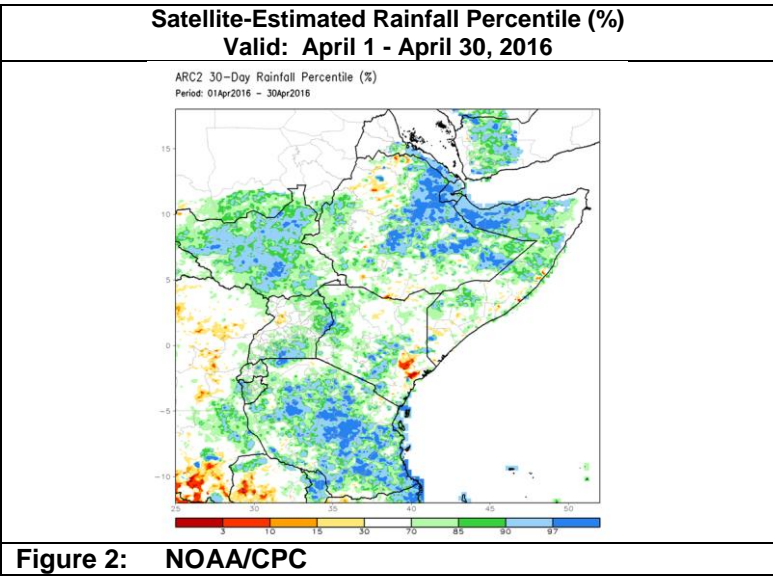 Satellite-Estimated Rainfall Percentile (%)
Valid: April 1 - April 30, 2016
ARC2 30-Day Rainfall Percentile (%)
Period: 01Apr2016 - 30Apr2016
15
10
5
0
-5
-10
25 30 35 40 45 50
3 10 15 30 70 85 90 97
Figure 2: NOAA/CPC